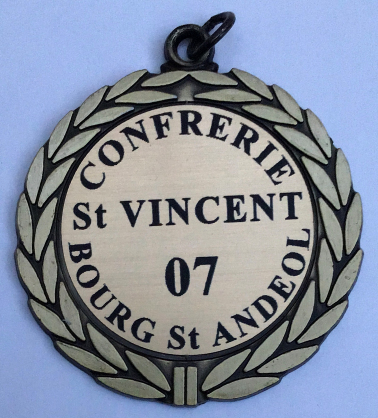 CONFRERIE
St VINCENT
07
BOURG St ANDEOL